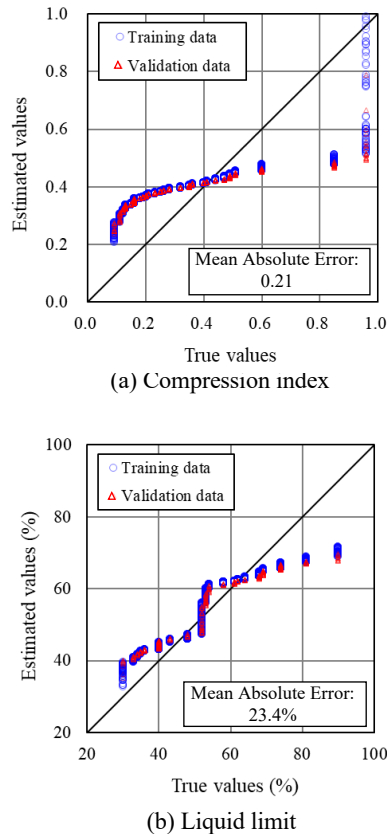 1.0
Training data
Validation data
0.8
0.6
0.4
0.2
0.0
Estimated values
Mean Absolute Error:
0.21
0.0 0.2 0.4 0.6 0.8 1.0
True values
(a) Compression index
100
Training data
Validation data
80
60
40
20
Estimated values (%)
Mean Absolute Error:
23.4%
20 40 60 80 100
True values (%)
(b) Liquid limit